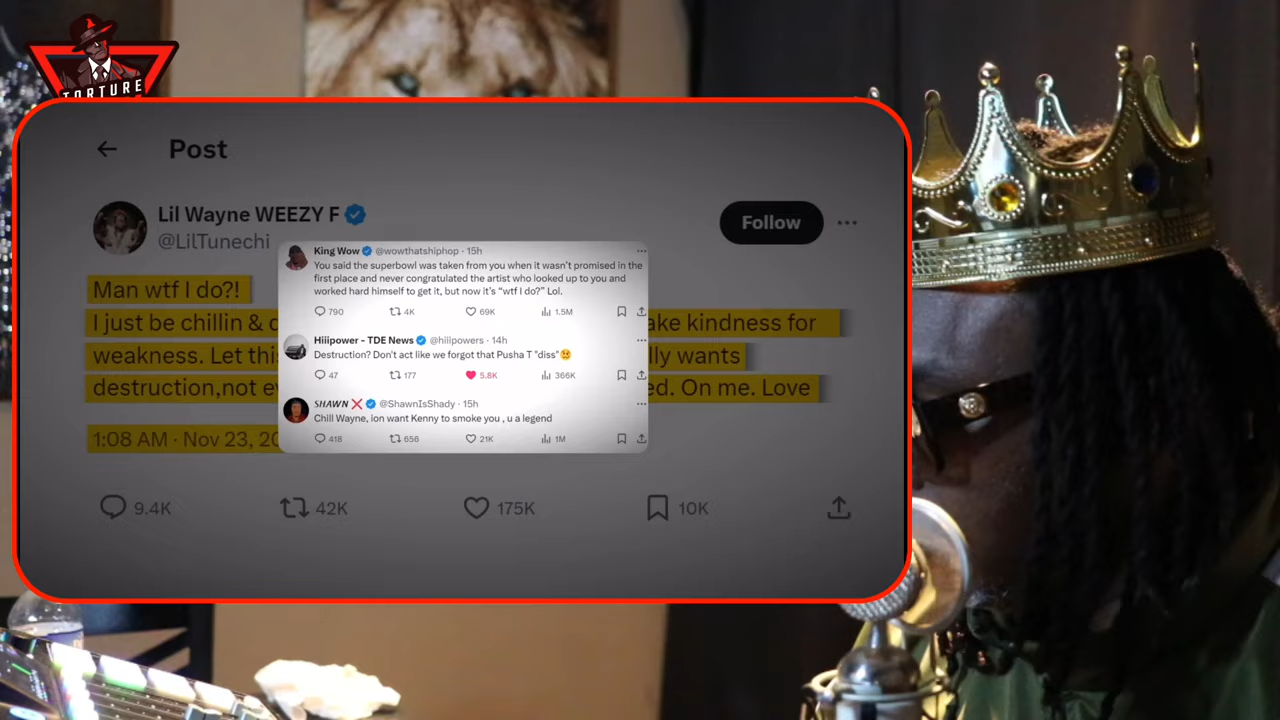 TORTURE
Post
Lil Wayne WEEZY F
@LilTunechi
Follow
Man wtf I do?!
I just be chillin & ake kindness for
weakness. Let this lly wants
destruction,not ed. On me. Love
1:08 AM · Nov 23, 20
King Wow @wowthatshiphop · 15h
You said the superbowl was taken from you when it wasn't promised in the
first place and never congratulated the artist who looked up to you and
worked hard himself to get it, but now it's “wtf I do?” Lol.
790 4K 69K 1.5M
Hiiipower - TDE News @hiiipowers · 14h
Destruction? Don't act like we forgot that Pusha T "diss"🥴
47 177 5.8K 366K
SHAWN ❌ @ShawnIsShady · 15h
Chill Wayne, ion want Kenny to smoke you , u a legend
418 656 21K 1M
9.4K 42K 175K 10K